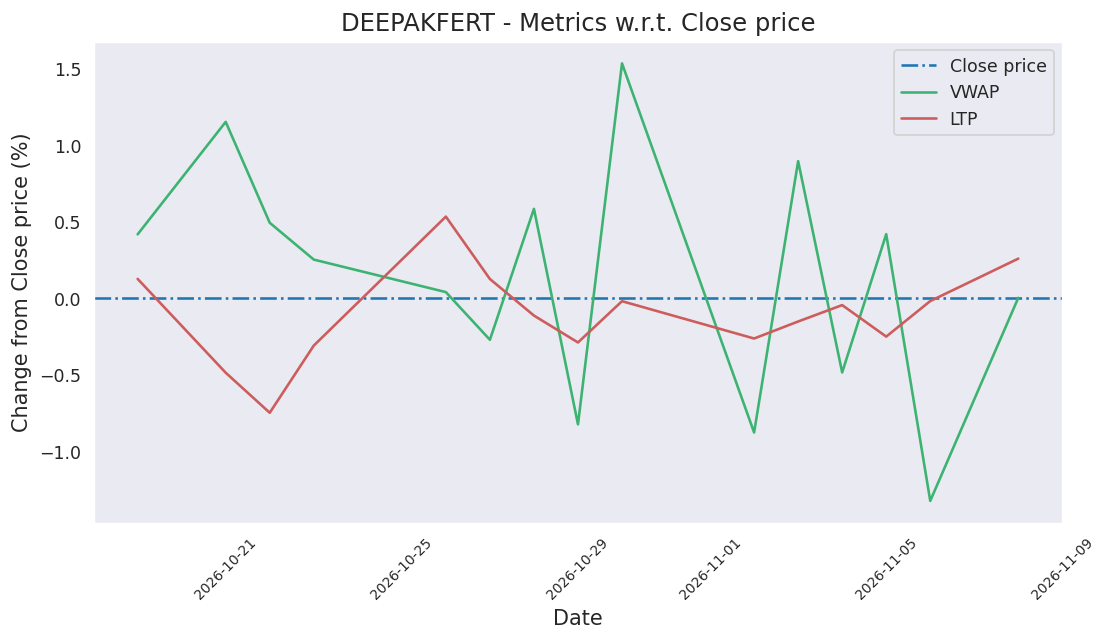 DEEPAKFERT - Metrics w.r.t. Close price
Close price
VWAP
LTP
Change from Close price (%)
1.5
1.0
0.5
0.0
−0.5
−1.0
2026-10-21
2026-10-25
2026-10-29
2026-11-01
2026-11-05
2026-11-09
Date